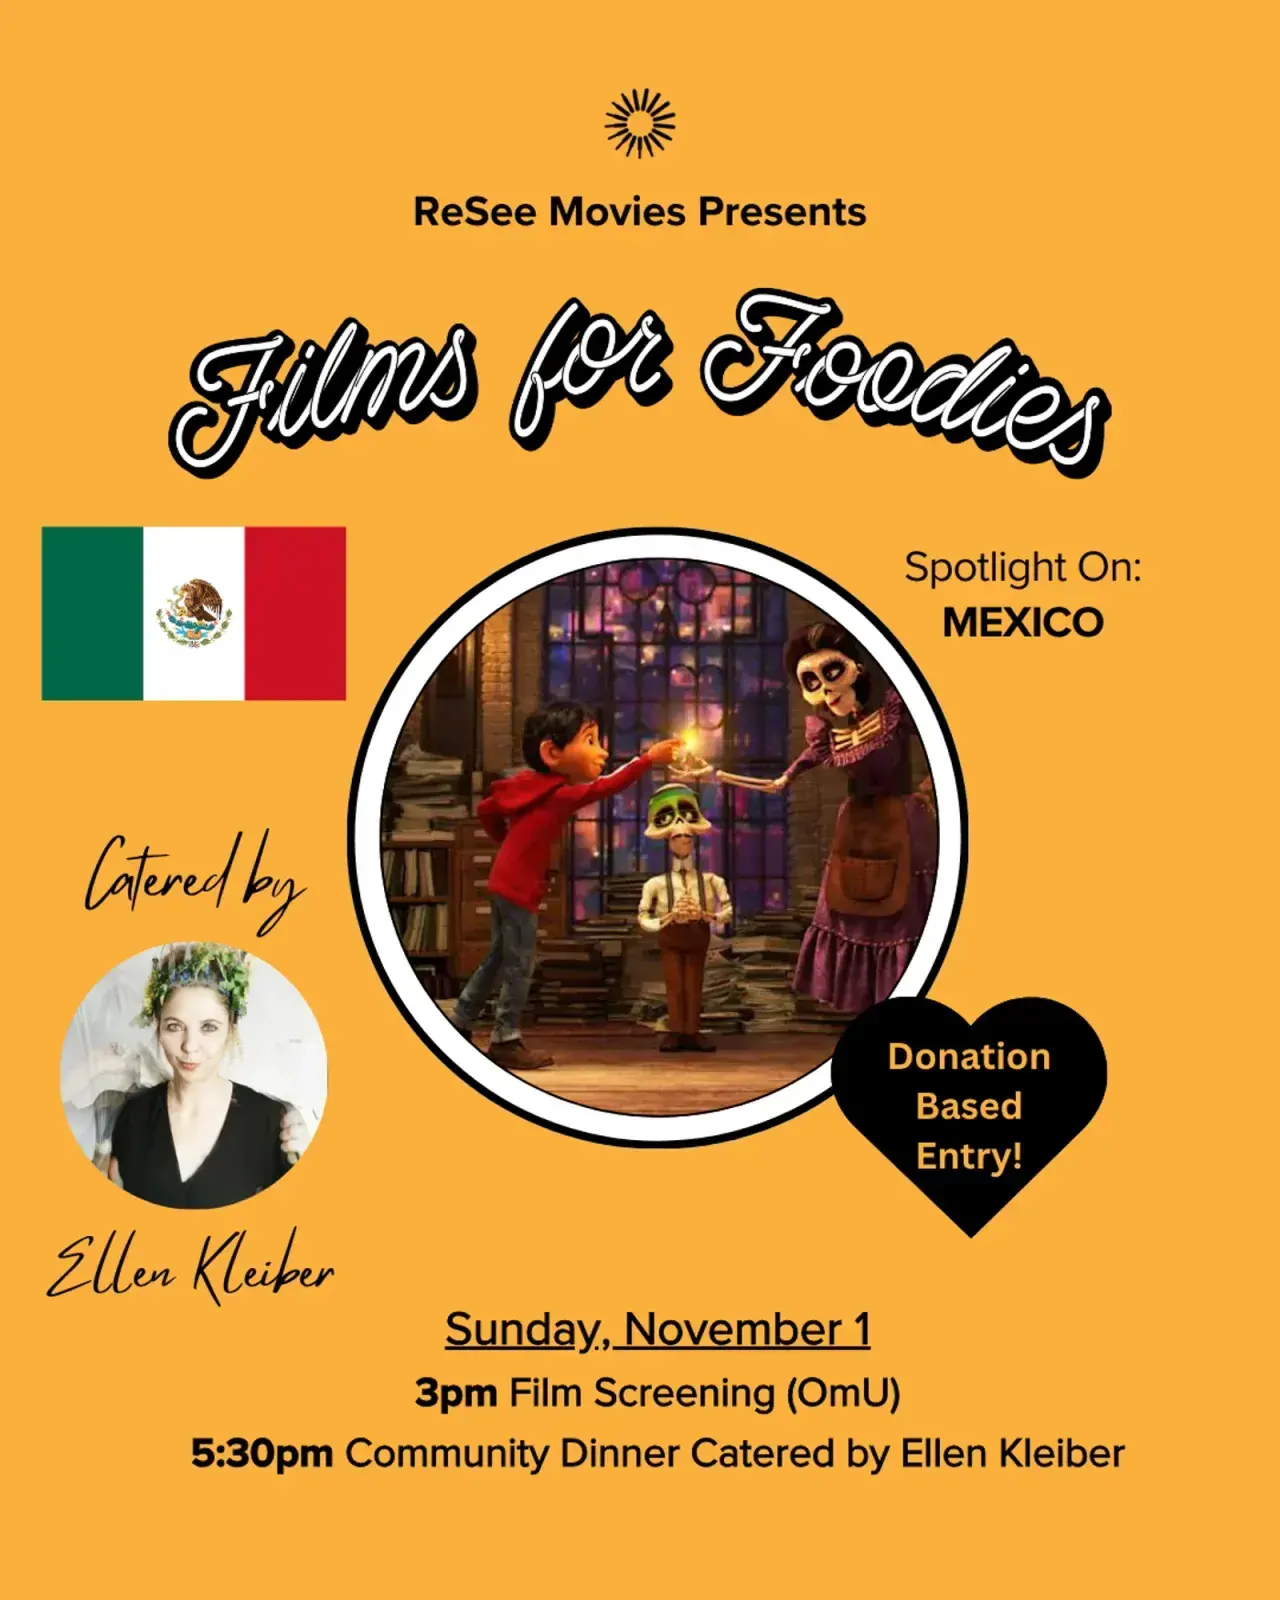 ReSee Movies Presents
Films for Foodies
Spotlight On:
MEXICO
Catered by
Ellen Kleiber
Donation
Based
Entry!
Sunday, November 1
3pm Film Screening (OmU)
5:30pm Community Dinner Catered by Ellen Kleiber